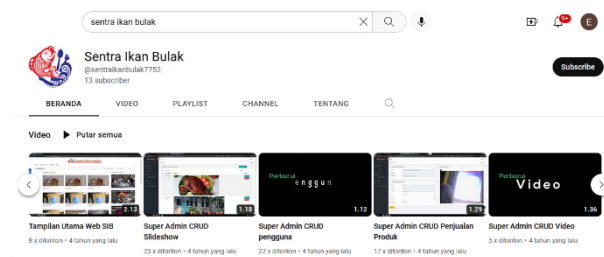 sentra ikan bulak
9+
E
Sentra Ikan Bulak
@sentraikanbulak7752
13 subscriber
Subscribe
BERANDA VIDEO PLAYLIST CHANNEL TENTANG
Video Putar semua
2.13
enggun
1.18
Perbarui
1.12
1.29
Perbarui
Video
1.36
Tampilan Utama Web SIB
8 x ditonton • 4 tahun yang lalu
Super Admin CRUD Slideshow
23 x ditonton • 4 tahun yang lalu
Super Admin CRUD pengguna
22 x ditonton • 4 tahun yang lalu
Super Admin CRUD Penjualan Produk
17 x ditonton • 4 tahun yang lalu
Super Admin CRUD Video
5 x ditonton • 4 tahun yang lalu